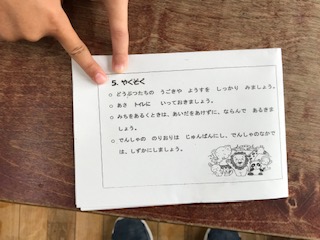 5. やくそく
○ どうぶつたちの うごきや ようすを しっかり みましょう。
○ あさ トイレに いっておきましょう。
○ みちをあるくときは、あいだをあけずに、ならんで あるきま
しょう。
○ でんしゃの のりおりは じゅんばんにし、でんしゃのなかで
は、しずかにしましょう。